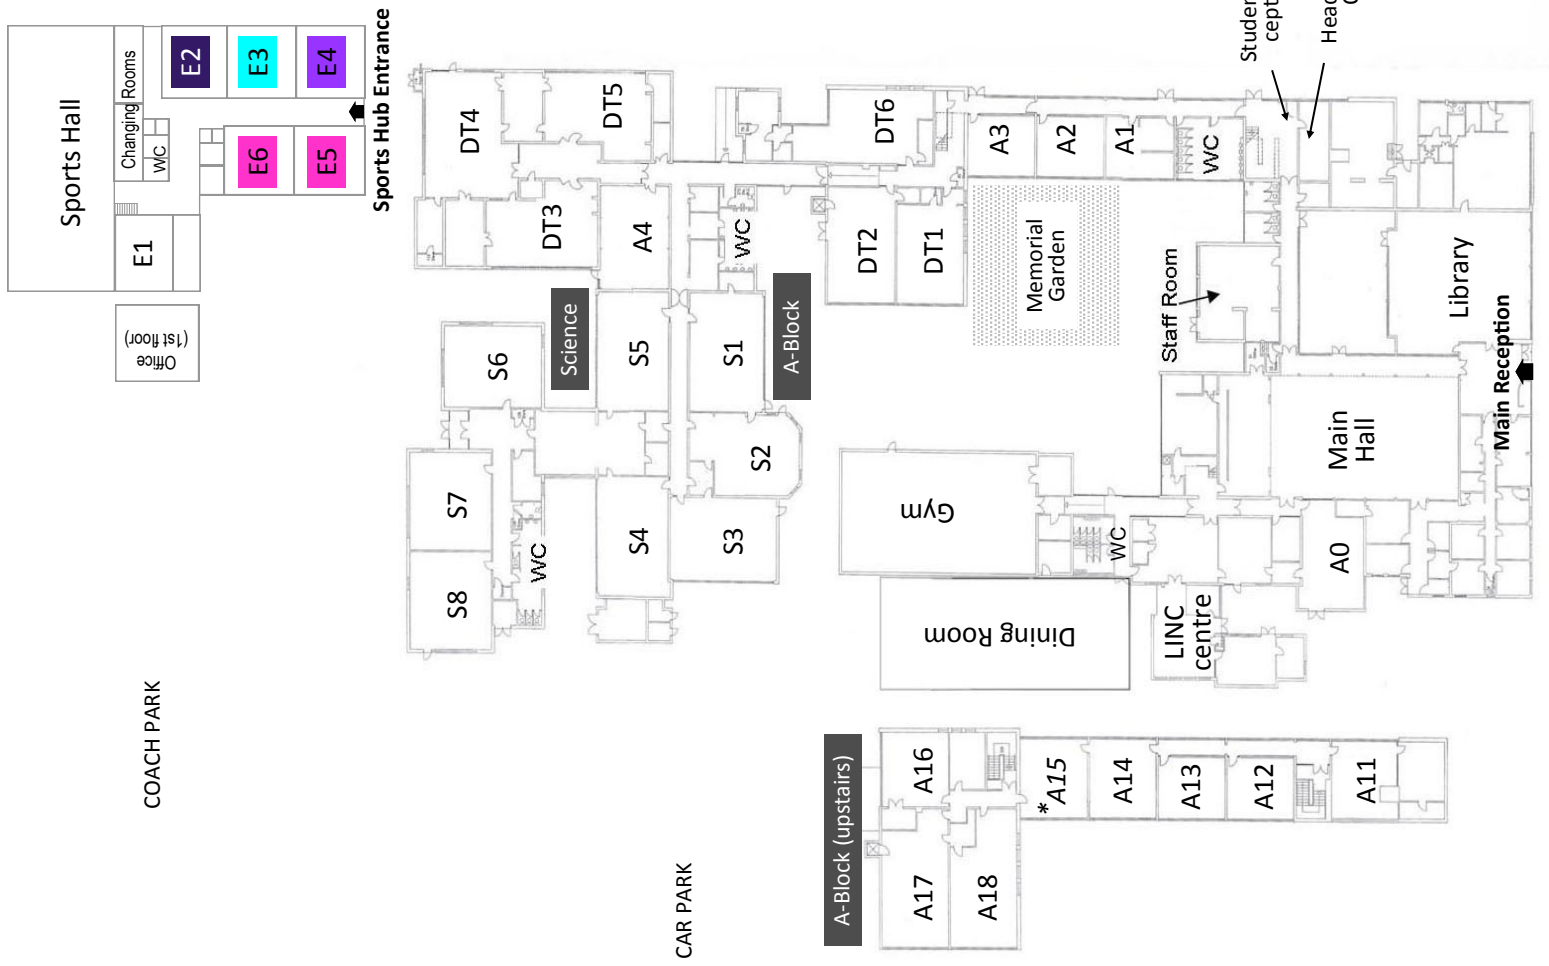 Sports Hall
Changing Rooms
WC
E1
E2
E3
E4
E6
E5
Sports Hub Entrance
Office
(1st floor)
COACH PARK
CAR PARK
DT4
DT5
DT3
A4
WC
Science
S6
S5
S1
A-Block
S7
S8
WC
S4
S2
S3
DT6
DT2
DT1
A3
A2
A1
WC
Memorial
Garden
Staff Room
Studen
cept
Head
Library
Main Reception
Main
Hall
Gym
WC
Dining Room
LINC
centre
A0
A-Block (upstairs)
A16
A17
A18
*A15
A14
A13
A12
A11